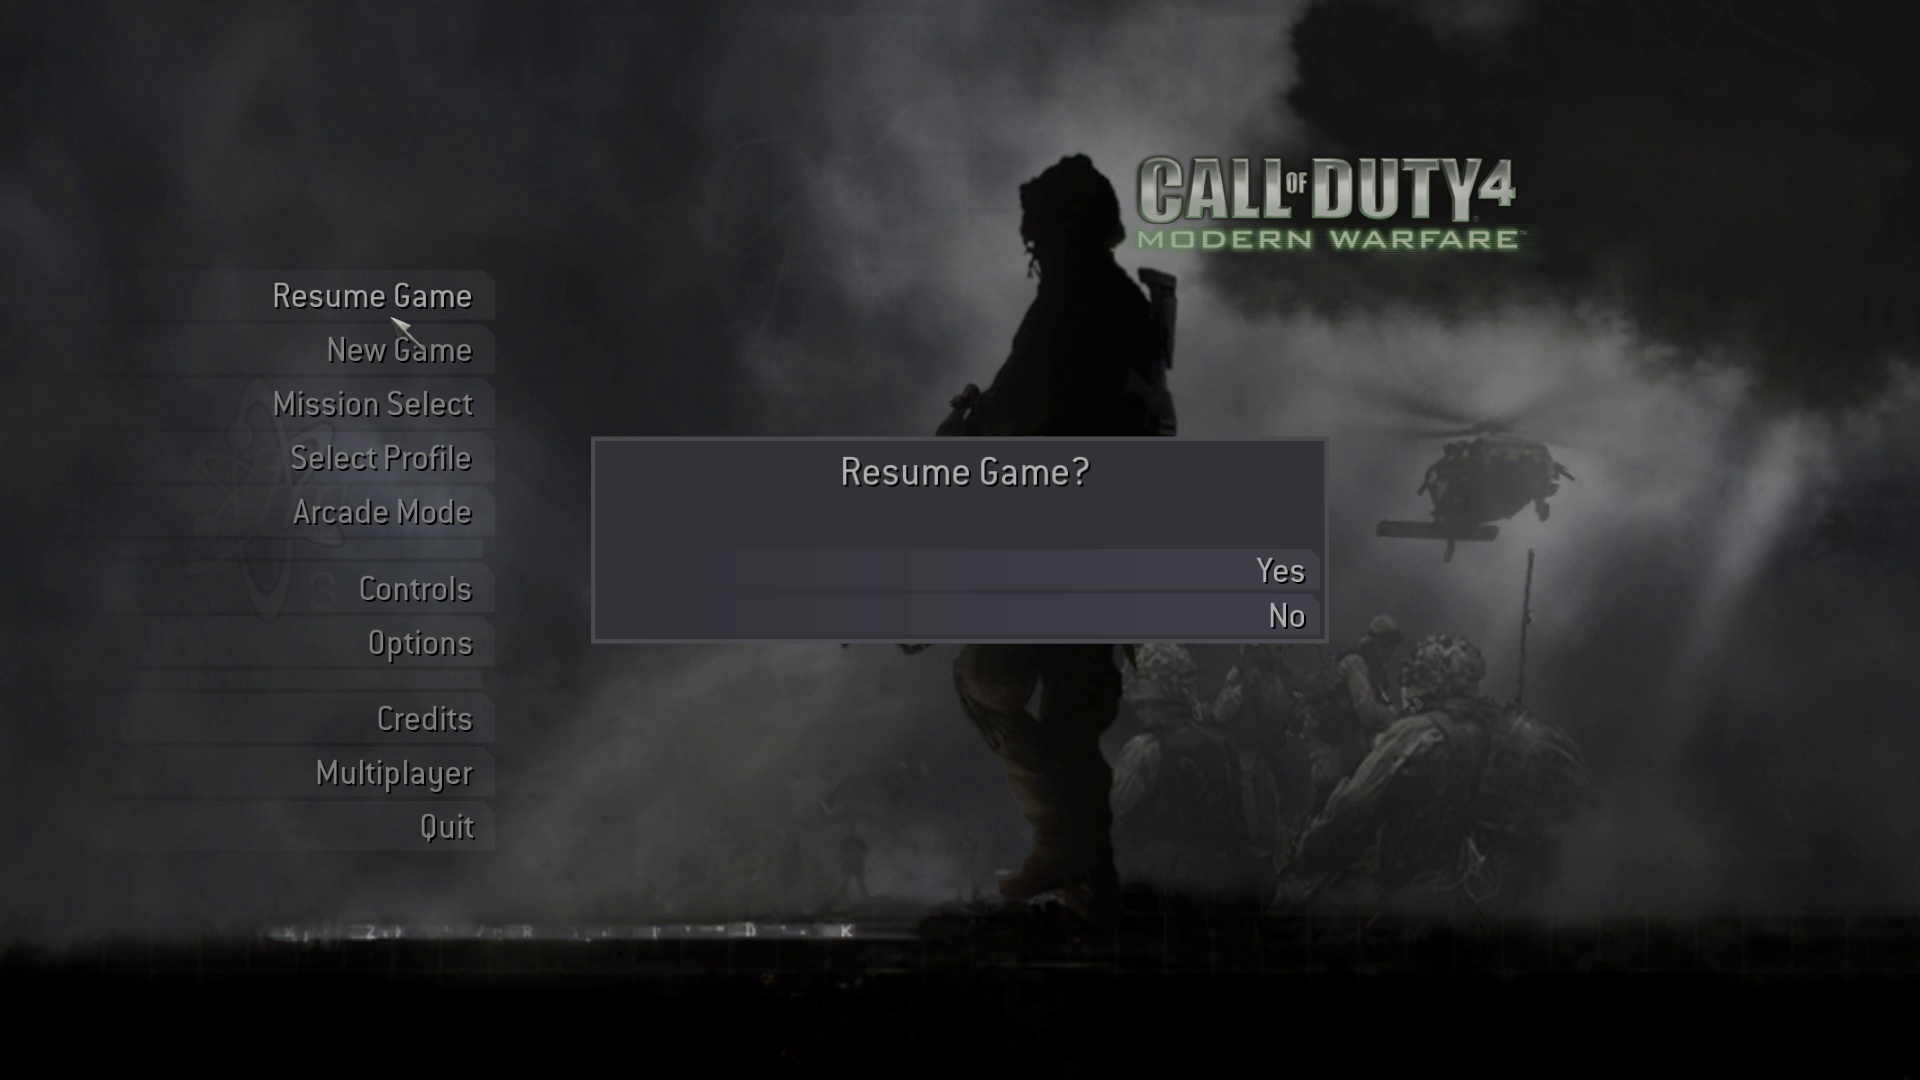 CALL OF DUTY 4
MODERN WARFARE
Resume Game
New Game
Mission Select
Select Profile
Arcade Mode
Controls
Options
Credits
Multiplayer
Quit
Resume Game?
Yes
No